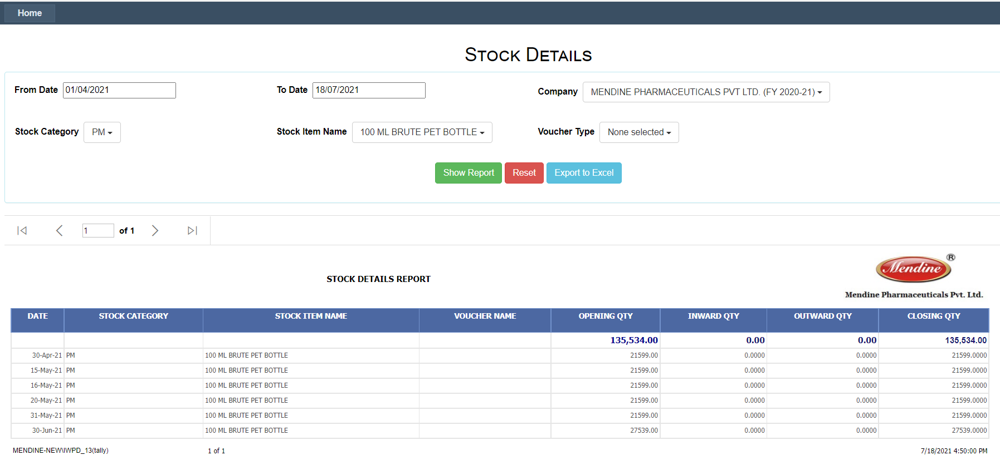 Home
Stock Details
From Date 01/04/2021 To Date 18/07/2021 Company MENDINE PHARMACEUTICALS PVT LTD. (FY 2020-21)
Stock Category PM Stock Item Name 100 ML BRUTE PET BOTTLE Voucher Type None selected
Show Report Reset Export to Excel
1 of 1
Mendine ®
STOCK DETAILS REPORT
Mendine Pharmaceuticals Pvt. Ltd.
DATE STOCK CATEGORY STOCK ITEM NAME VOUCHER NAME OPENING QTY INWARD QTY OUTWARD QTY CLOSING QTY
135,534.00 0.00 0.00 135,534.00
30-Apr-21 PM 100 ML BRUTE PET BOTTLE 21599.00 0.0000 0.0000 21599.0000
15-May-21 PM 100 ML BRUTE PET BOTTLE 21599.00 0.0000 0.0000 21599.0000
16-May-21 PM 100 ML BRUTE PET BOTTLE 21599.00 0.0000 0.0000 21599.0000
20-May-21 PM 100 ML BRUTE PET BOTTLE 21599.00 0.0000 0.0000 21599.0000
31-May-21 PM 100 ML BRUTE PET BOTTLE 21599.00 0.0000 0.0000 21599.0000
30-Jun-21 PM 100 ML BRUTE PET BOTTLE 27539.00 0.0000 0.0000 27539.0000
MENDINE-NEW\IWPD_13(tally) 1 of 1 7/18/2021 4:50:00 PM